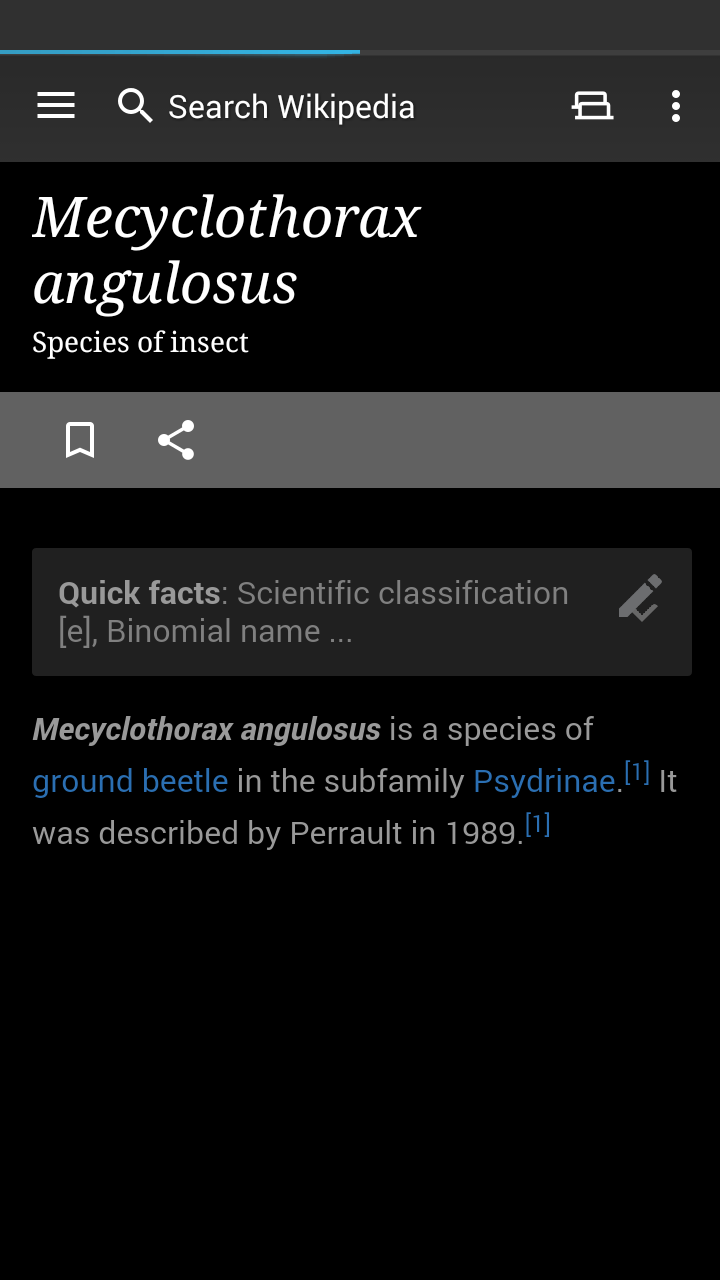 Search Wikipedia
Mecyclothorax
angulosus
Species of insect
Quick facts: Scientific classification
[e], Binomial name ...
Mecyclothorax angulosus is a species of
ground beetle in the subfamily Psydrinae.[1] It
was described by Perrault in 1989.[1]